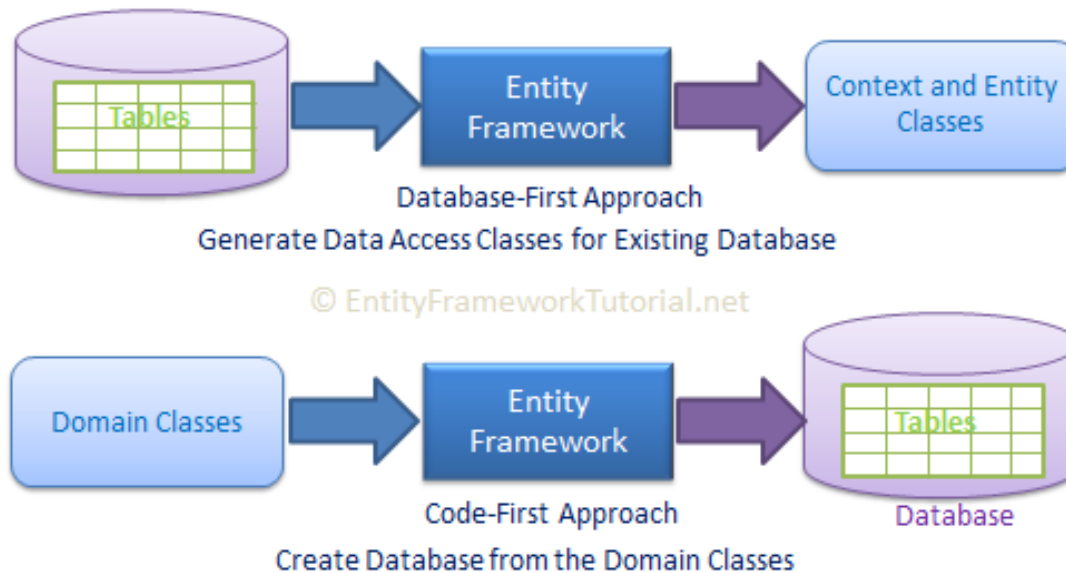 Tables
Entity
Framework
Context and Entity
Classes
Database-First Approach
Generate Data Access Classes for Existing Database
© EntityFrameworkTutorial.net
Domain Classes
Entity
Framework
Tables
Code-First Approach
Database
Create Database from the Domain Classes